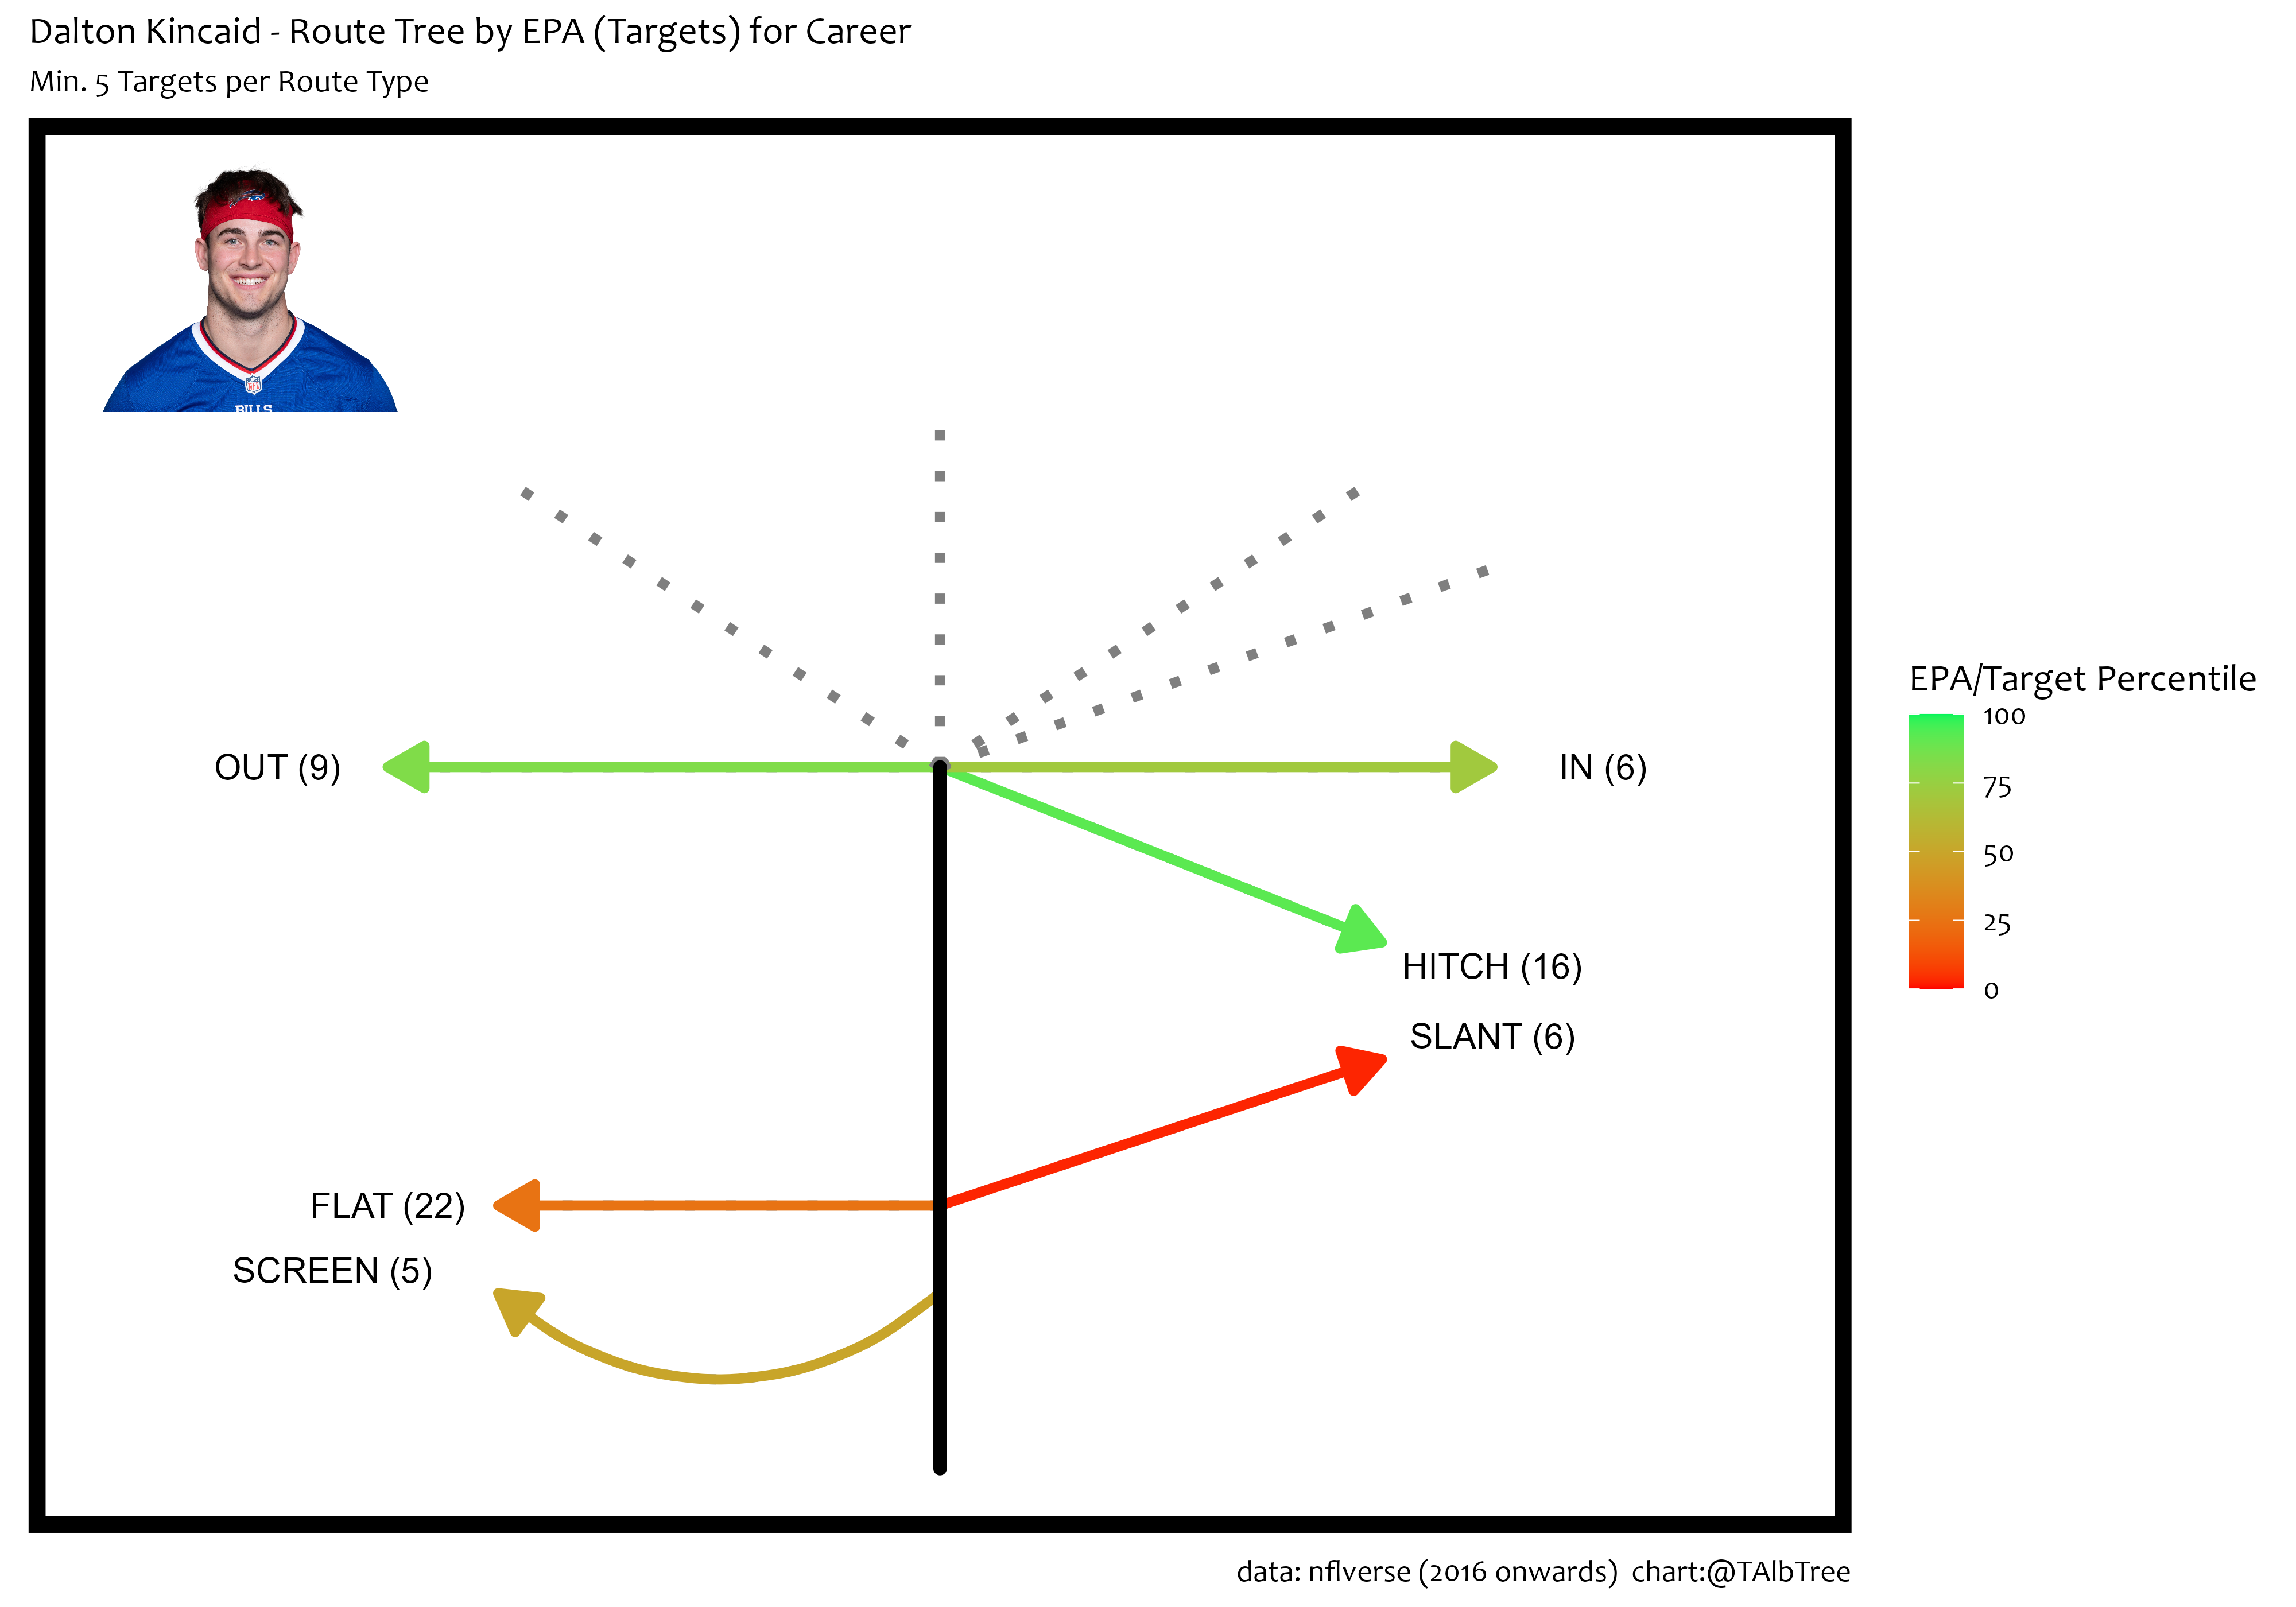 Dalton Kincaid - Route Tree by EPA (Targets) for Career
Min. 5 Targets per Route Type
BILLS
OUT (9)
IN (6)
HITCH (16)
SLANT (6)
FLAT (22)
SCREEN (5)
EPA/Target Percentile
100
75
50
25
0
data: nflverse (2016 onwards) chart:@TAlbTree